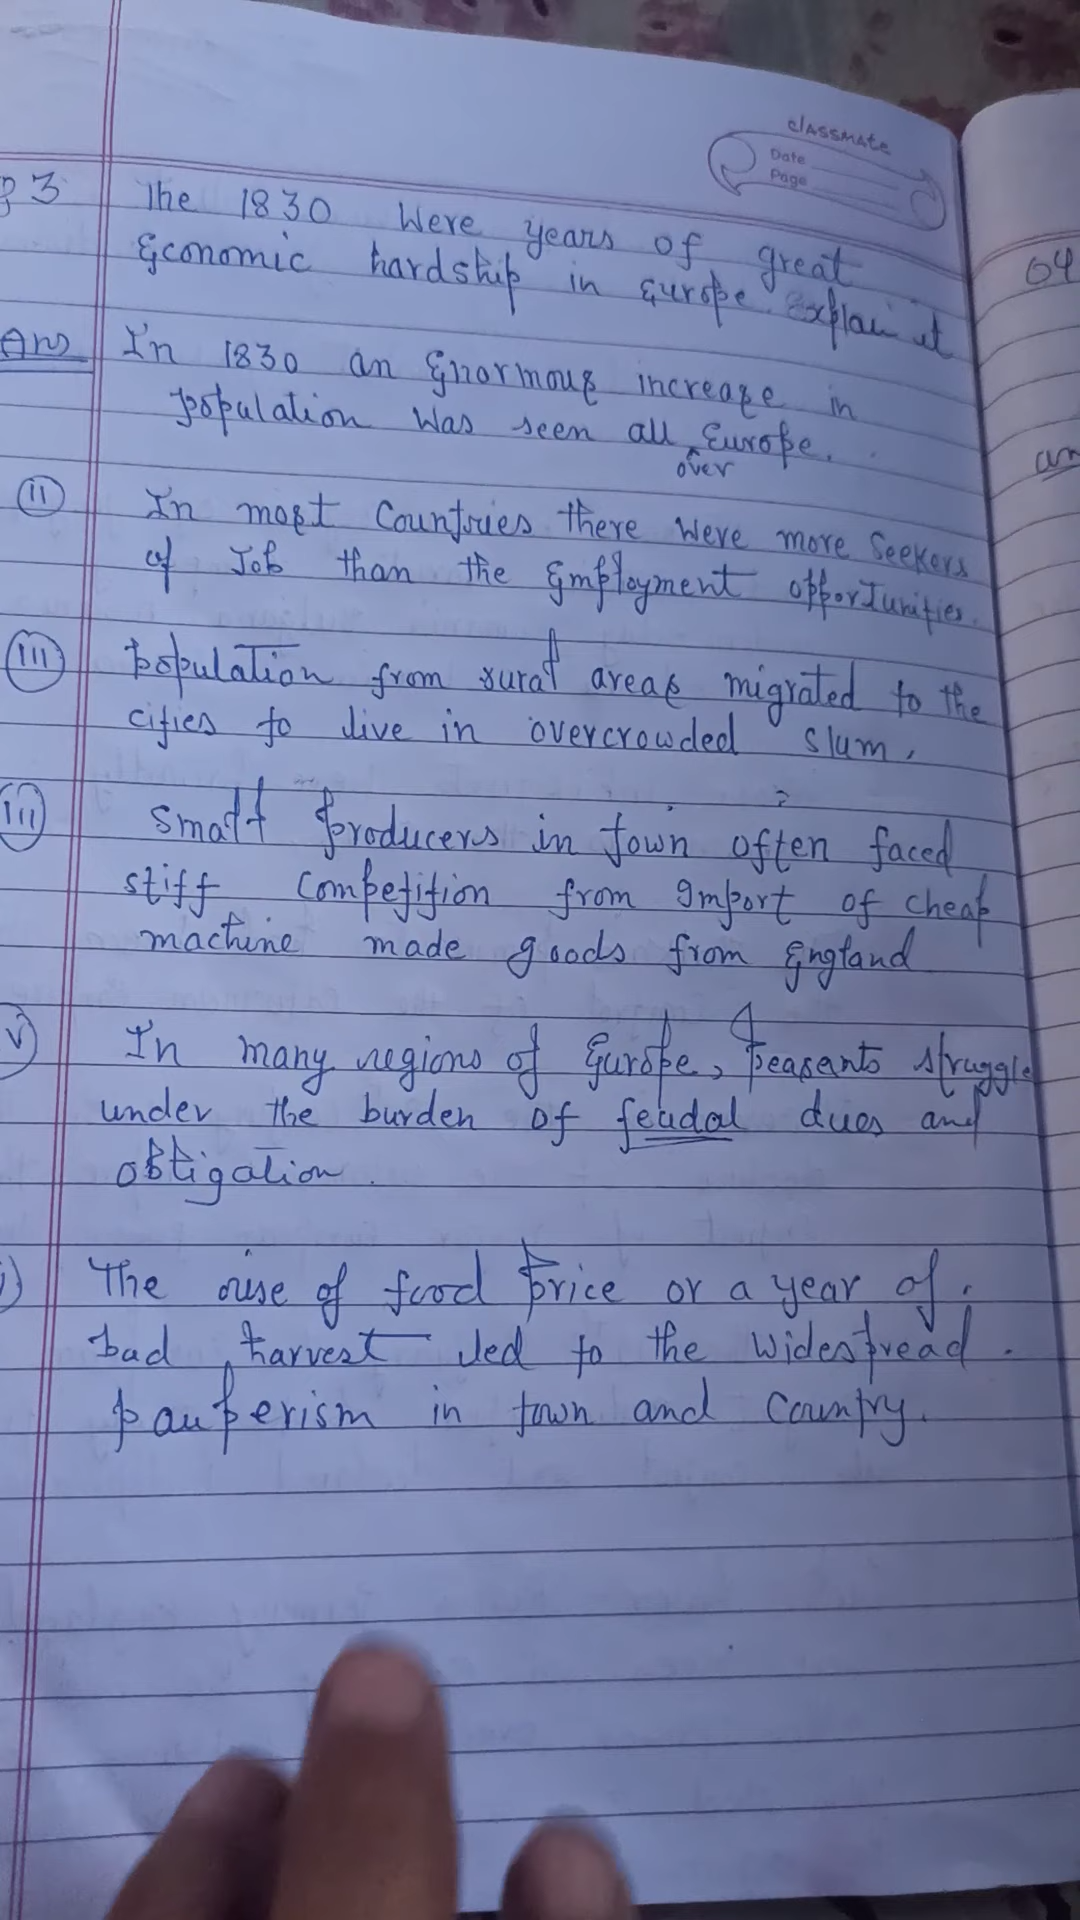 classmate
Date
Page
3 The 1830 Were years of great
Economic hardship in Europe. explain it
Ans In 1830 an Enormous increase in
population was seen all Europe.
over
(ii) In most Countries there Were more Seekers
of Job than the Employment opportunities.
(iii) population from rural areas migrated to the
cities to live in overcrowded slum.
(iii) Small producers in town often faced
stiff Competition from import of cheap
machine made goods from England
v) In many regions of Europe, peasants struggle
under the burden of feudal dues and
obligation.
) The rise of food price or a year of
bad harvest led to the widespread
pauperism in town and country.
04
an